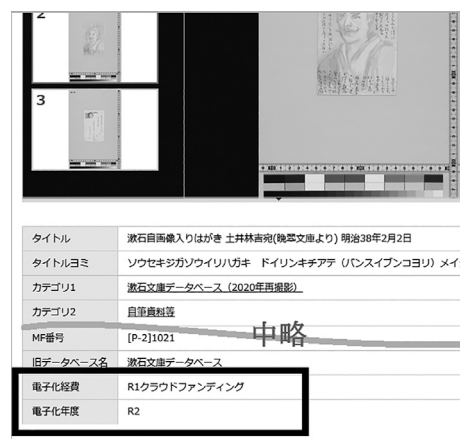 2
3
タイトル 漱石自画像入りはがき 土井林吉宛(晩翠文庫より) 明治38年2月2日
タイトルヨミ ソウセキジガゾウイリハガキ ドイリンキチアテ（バンスイブンコヨリ）メイ
カテゴリ1 漱石文庫データベース（2020年再撮影）
カテゴリ2 自筆資料等
中略
MF番号 [P-2]1021
旧データベース名 漱石文庫データベース
電子化経費 R1クラウドファンディング
電子化年度 R2